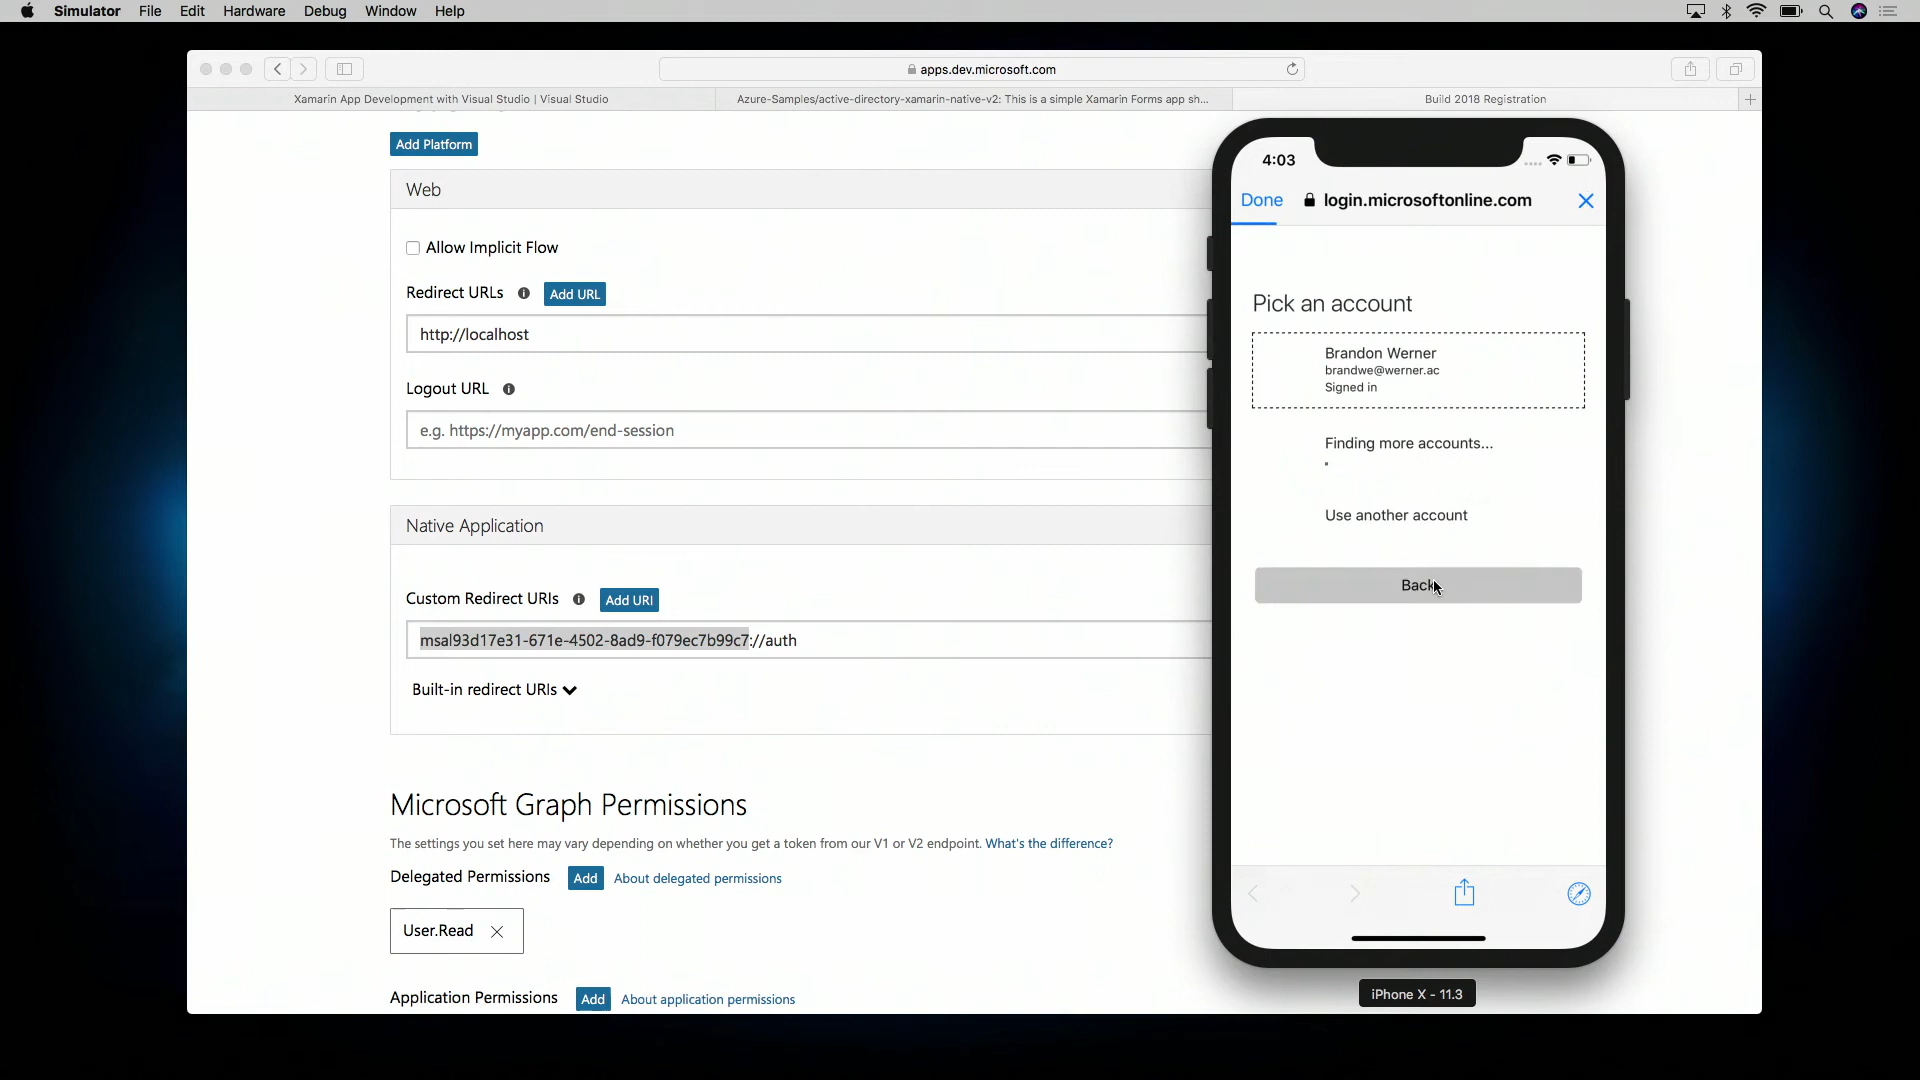 Simulator File Edit Hardware Debug Window Help
apps.dev.microsoft.com
Xamarin App Development with Visual Studio | Visual Studio
Azure-Samples/active-directory-xamarin-native-v2: This is a simple Xamarin Forms app sh...
Build 2018 Registration
Add Platform
Web
Allow Implicit Flow
Redirect URLs Add URL
http://localhost
Logout URL
e.g. https://myapp.com/end-session
Native Application
Custom Redirect URIs Add URI
msal93d17e31-671e-4502-8ad9-f079ec7b99c7://auth
Built-in redirect URIs
Microsoft Graph Permissions
The settings you set here may vary depending on whether you get a token from our V1 or V2 endpoint. What's the difference?
Delegated Permissions Add About delegated permissions
User.Read
Application Permissions Add About application permissions
4:03
Done login.microsoftonline.com
Pick an account
Brandon Werner
brandwe@werner.ac
Signed in
Finding more accounts...
Use another account
Back
iPhone X - 11.3